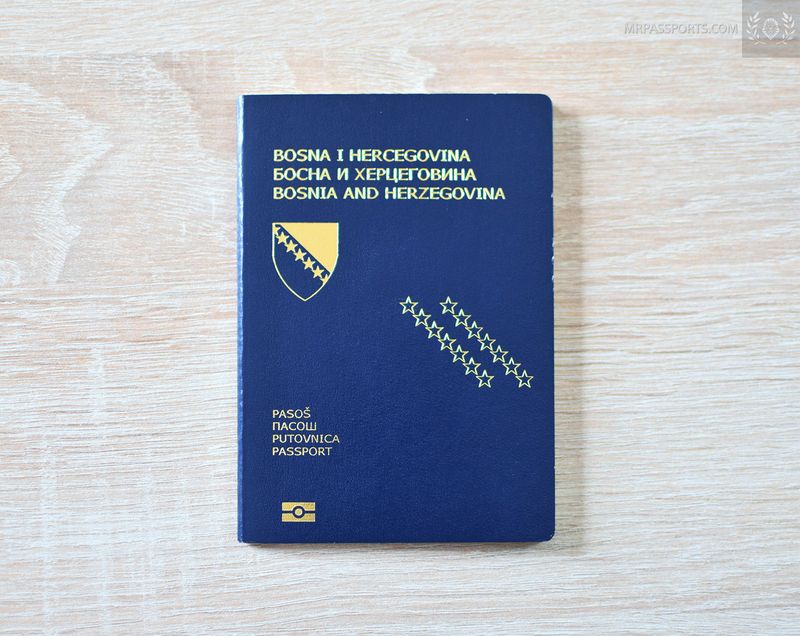 MRPASSPORTS.COM
BOSNA I HERCEGOVINA
БОСНА И ХЕРЦЕГОВИНА
BOSNIA AND HERZEGOVINA
PASOŠ
ПАСОШ
PUTOVNICA
PASSPORT